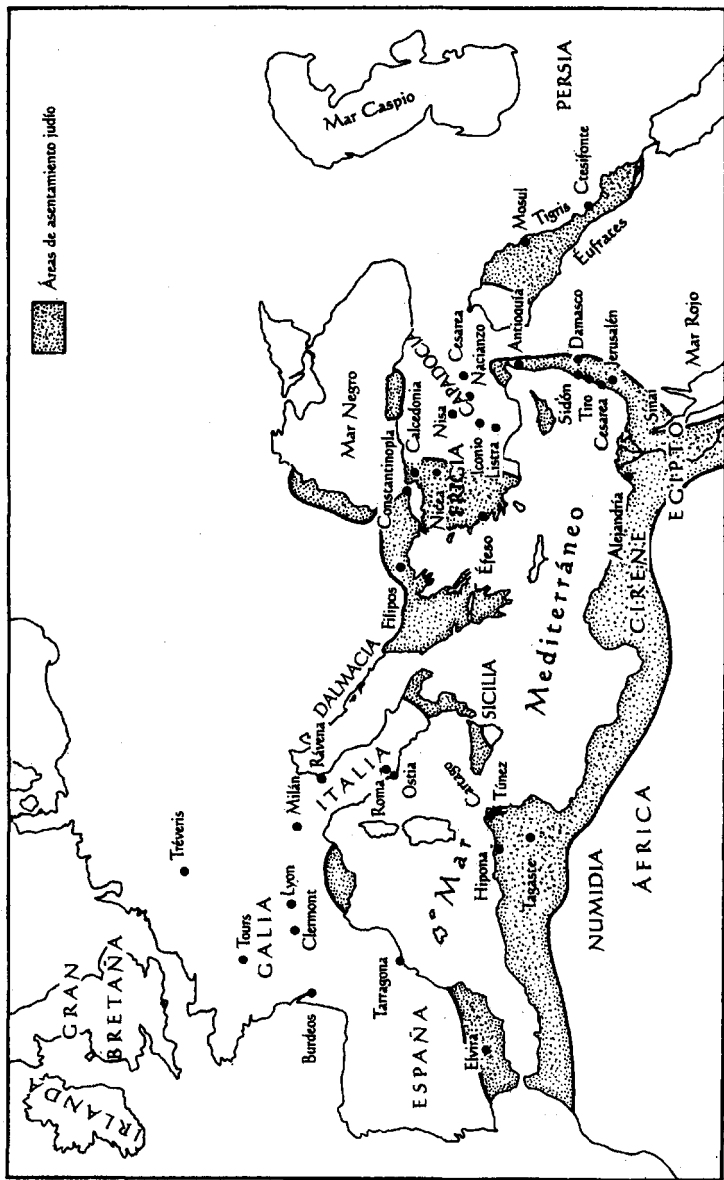 Áreas de asentamiento judío
IRLANDA
GRAN
BRETAÑA
Tréveris
Tours
GALIA
Lyon
Clermont
Burdeos
Milán
Rávena
DALMACIA
ITALIA
Roma
Ostia
Tarragona
ESPAÑA
Elvira
SICILIA
Cartago
Túnez
Hipona
Tagaste
NUMIDIA
ÁFRICA
Mar
Mediterráneo
Mar Negro
Mar Caspio
Constantinopla
Calcedonia
Filipos
Nicea
FRIGIA
Éfeso
Nisa
CAPADOCIA
Cesarea
Nacianzo
Iconio
Listra
Antioquía
Mosul
Tigris
Ctesifonte
Éufrates
PERSIA
Damasco
Sidón
Tiro
Cesarea
Jerusalén
Sinaí
Mar Rojo
Alejandría
EGIPTO
CIRENE